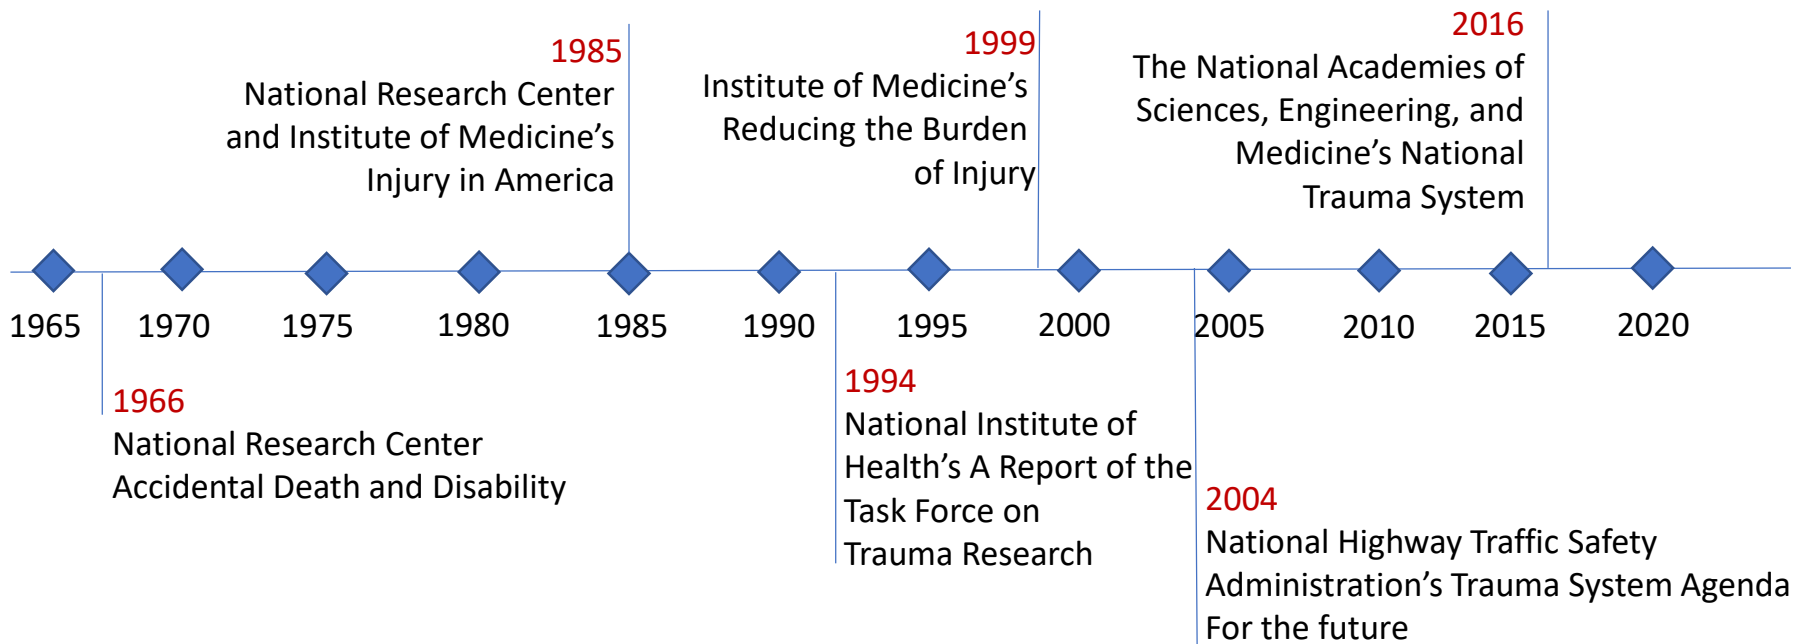 1985
National Research Center
and Institute of Medicine’s
Injury in America
1999
Institute of Medicine’s
Reducing the Burden
of Injury
2016
The National Academies of
Sciences, Engineering, and
Medicine’s National
Trauma System
1965 1970 1975 1980 1985 1990 1995 2000 2005 2010 2015 2020
1966
National Research Center
Accidental Death and Disability
1994
National Institute of
Health’s A Report of the
Task Force on
Trauma Research
2004
National Highway Traffic Safety
Administration’s Trauma System Agenda
For the future